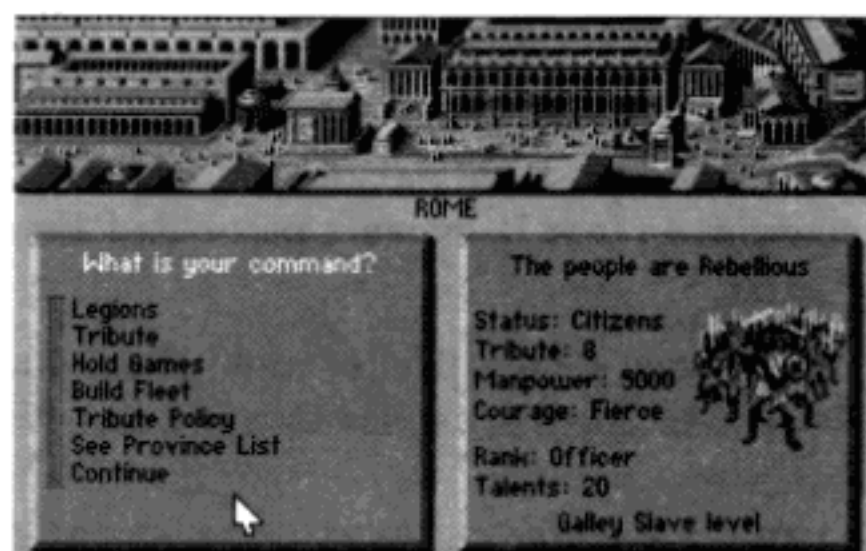 ROME
What is your command?
Legions
Tribute
Hold Games
Build Fleet
Tribute Policy
See Province List
Continue
The people are Rebellious
Status: Citizens
Tribute: 8
Manpower: 5000
Courage: Fierce
Rank: Officer
Talents: 20
Galley Slave level